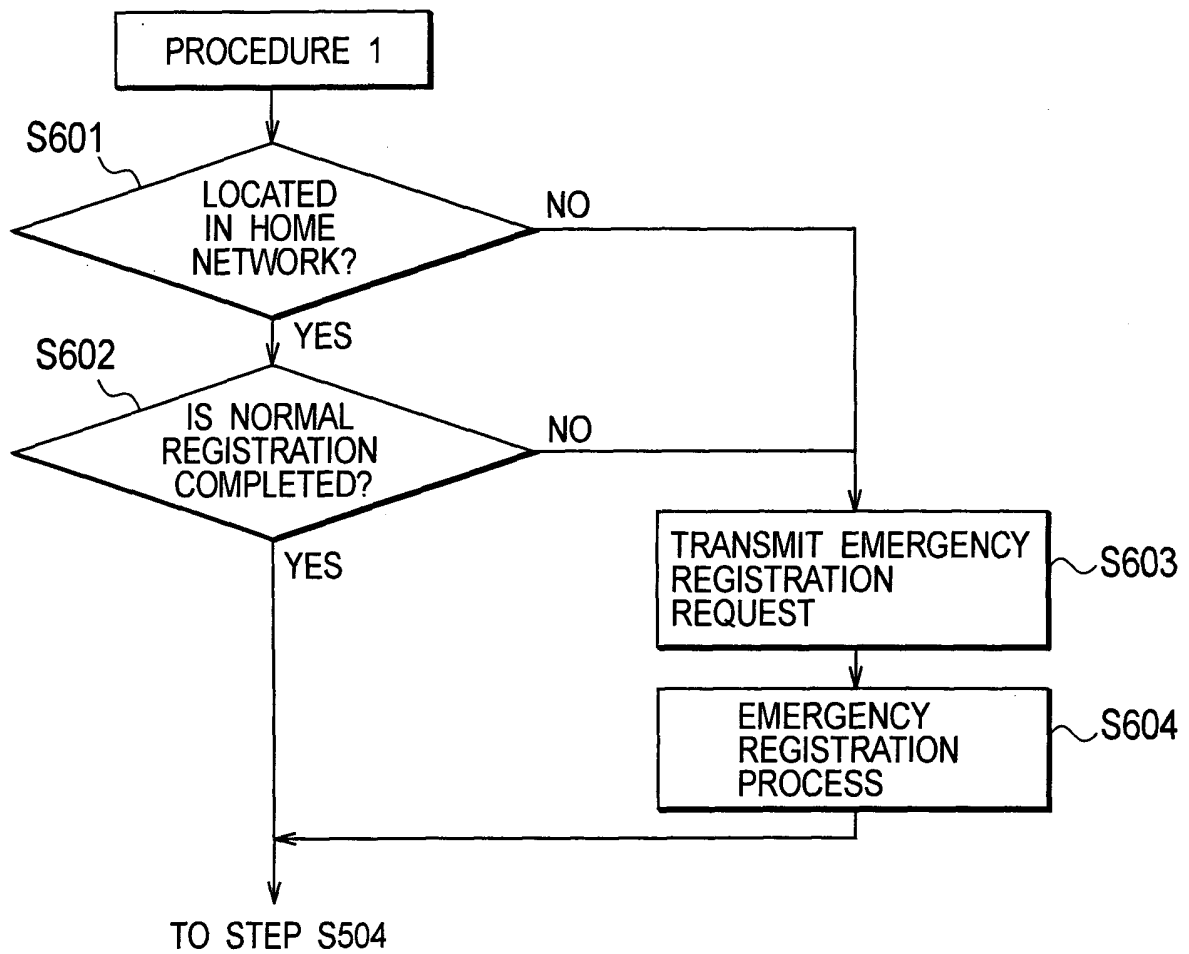 PROCEDURE 1
S601
LOCATED
IN HOME
NETWORK?
NO
YES
S602
IS NORMAL
REGISTRATION
COMPLETED?
NO
YES
TRANSMIT EMERGENCY
REGISTRATION
REQUEST
S603
EMERGENCY
REGISTRATION
PROCESS
S604
TO STEP S504